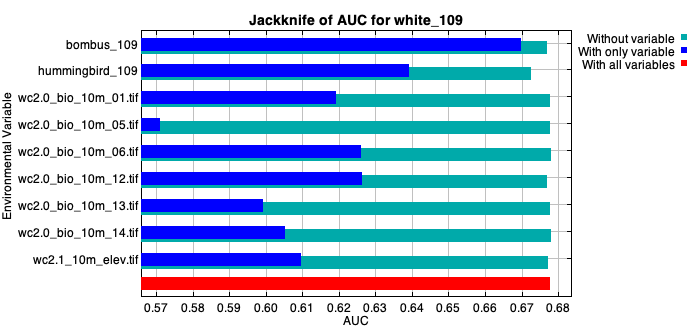 Jackknife of AUC for white_109
Environmental Variable
bombus_109
hummingbird_109
wc2.0_bio_10m_01.tif
wc2.0_bio_10m_05.tif
wc2.0_bio_10m_06.tif
wc2.0_bio_10m_12.tif
wc2.0_bio_10m_13.tif
wc2.0_bio_10m_14.tif
wc2.1_10m_elev.tif
0.57 0.58 0.59 0.60 0.61 0.62 0.63 0.64 0.65 0.66 0.67 0.68
AUC
Without variable
With only variable
With all variables